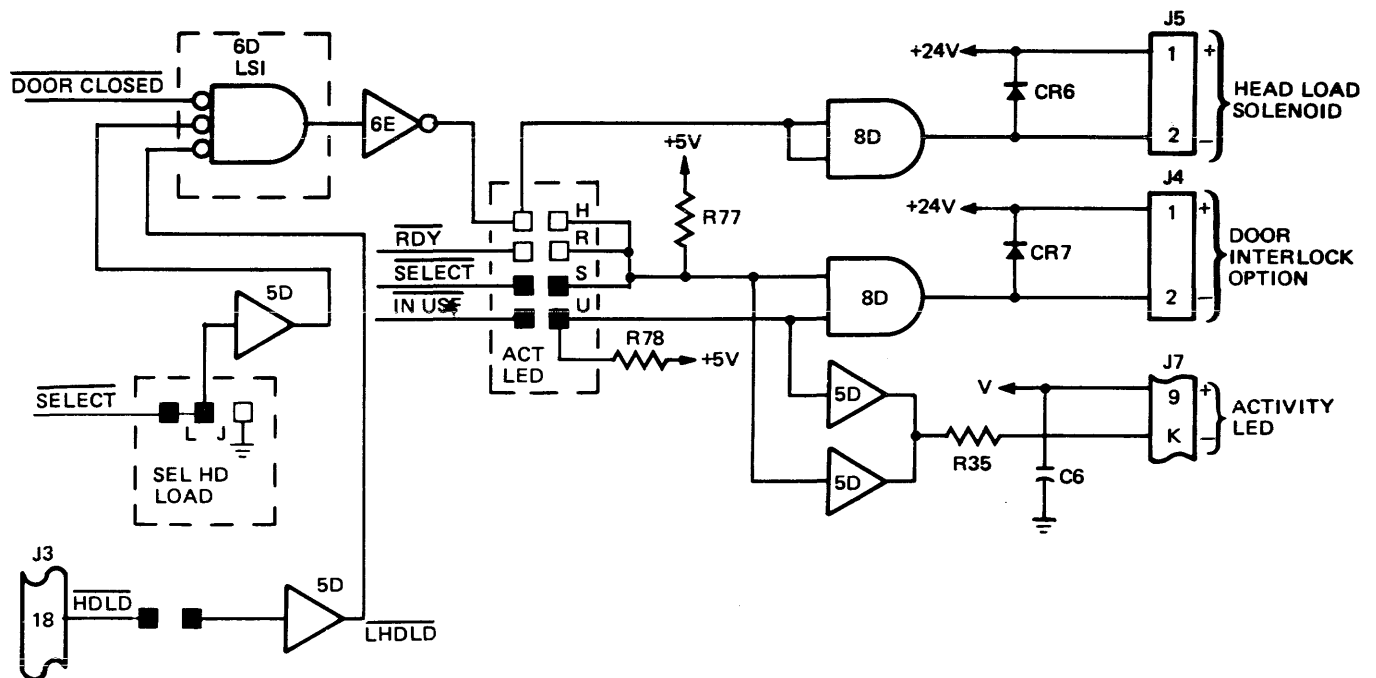 6D
LSI
DOOR CLOSED
6E
5D
SELECT
L J
SEL HD
LOAD
J3
18
HDLD
5D
LHDLD
RDY
SELECT
IN USE
H
R
S
U
ACT
LED
+5V
R77
R78
+5V
8D
+24V
CR6
J5
1
+
2
–
HEAD LOAD
SOLENOID
8D
+24V
CR7
J4
1
+
2
–
DOOR
INTERLOCK
OPTION
5D
5D
R35
V
C6
J7
9
+
K
–
ACTIVITY
LED